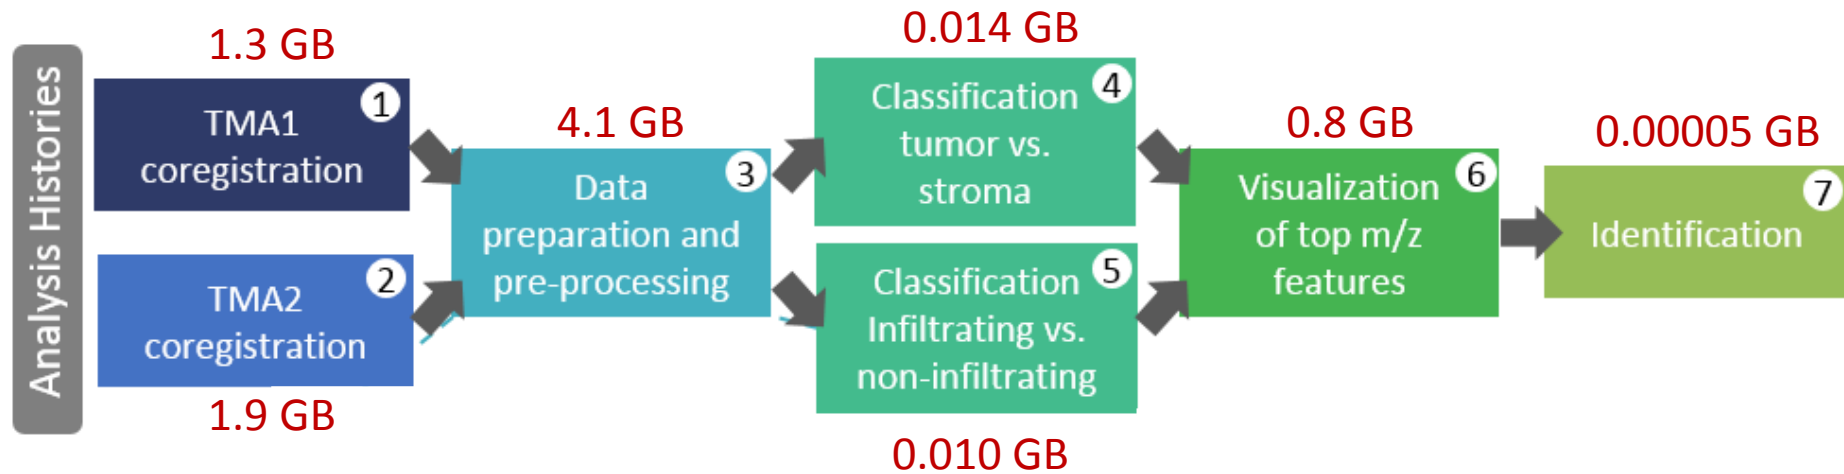 Analysis Histories
1.3 GB
1
TMA1
coregistration
2
TMA2
coregistration
1.9 GB
4.1 GB
3
Data
preparation and
pre-processing
0.014 GB
4
Classification
tumor vs.
stroma
5
Classification
Infiltrating vs.
non-infiltrating
0.010 GB
0.8 GB
6
Visualization
of top m/z
features
0.00005 GB
7
Identification